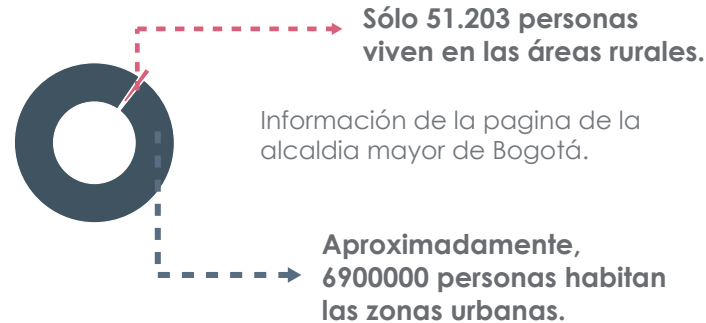 Sólo 51.203 personas
viven en las áreas rurales.
Información de la pagina de la
alcaldia mayor de Bogotá.
Aproximadamente,
6900000 personas habitan
las zonas urbanas.